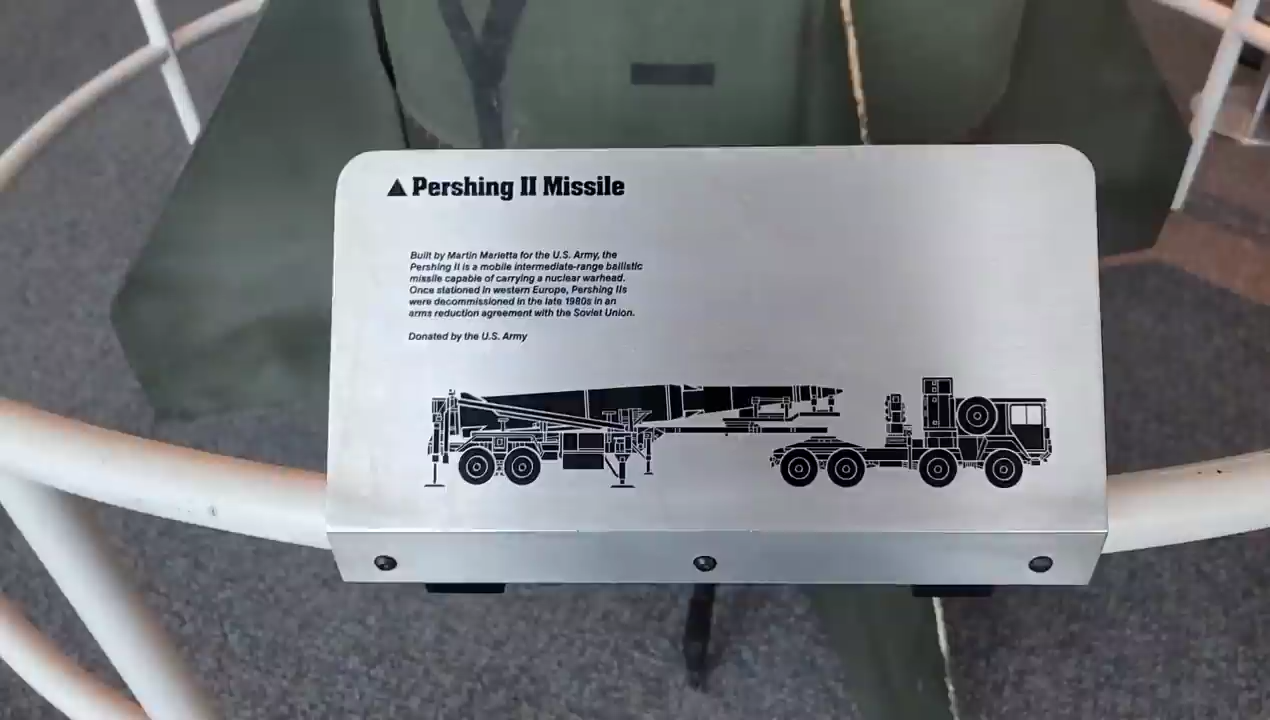 ▲ Pershing II Missile
Built by Martin Marietta for the U.S. Army, the
Pershing II is a mobile intermediate-range ballistic
missile capable of carrying a nuclear warhead.
Once stationed in western Europe, Pershing IIs
were decommissioned in the late 1980s in an
arms reduction agreement with the Soviet Union.
Donated by the U.S. Army